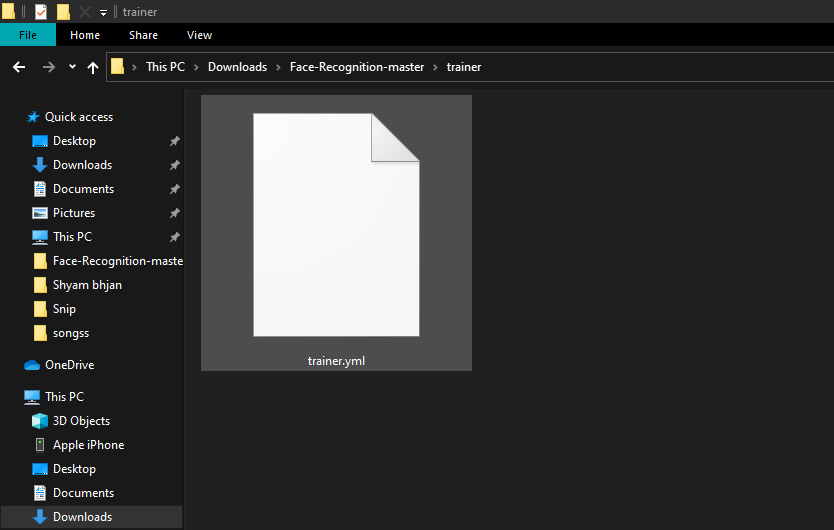 trainer
File Home Share View
This PC Downloads Face-Recognition-master trainer
Quick access
Desktop
Downloads
Documents
Pictures
This PC
Face-Recognition-maste
Shyam bhjan
Snip
songss
OneDrive
This PC
3D Objects
Apple iPhone
Desktop
Documents
Downloads
trainer.yml